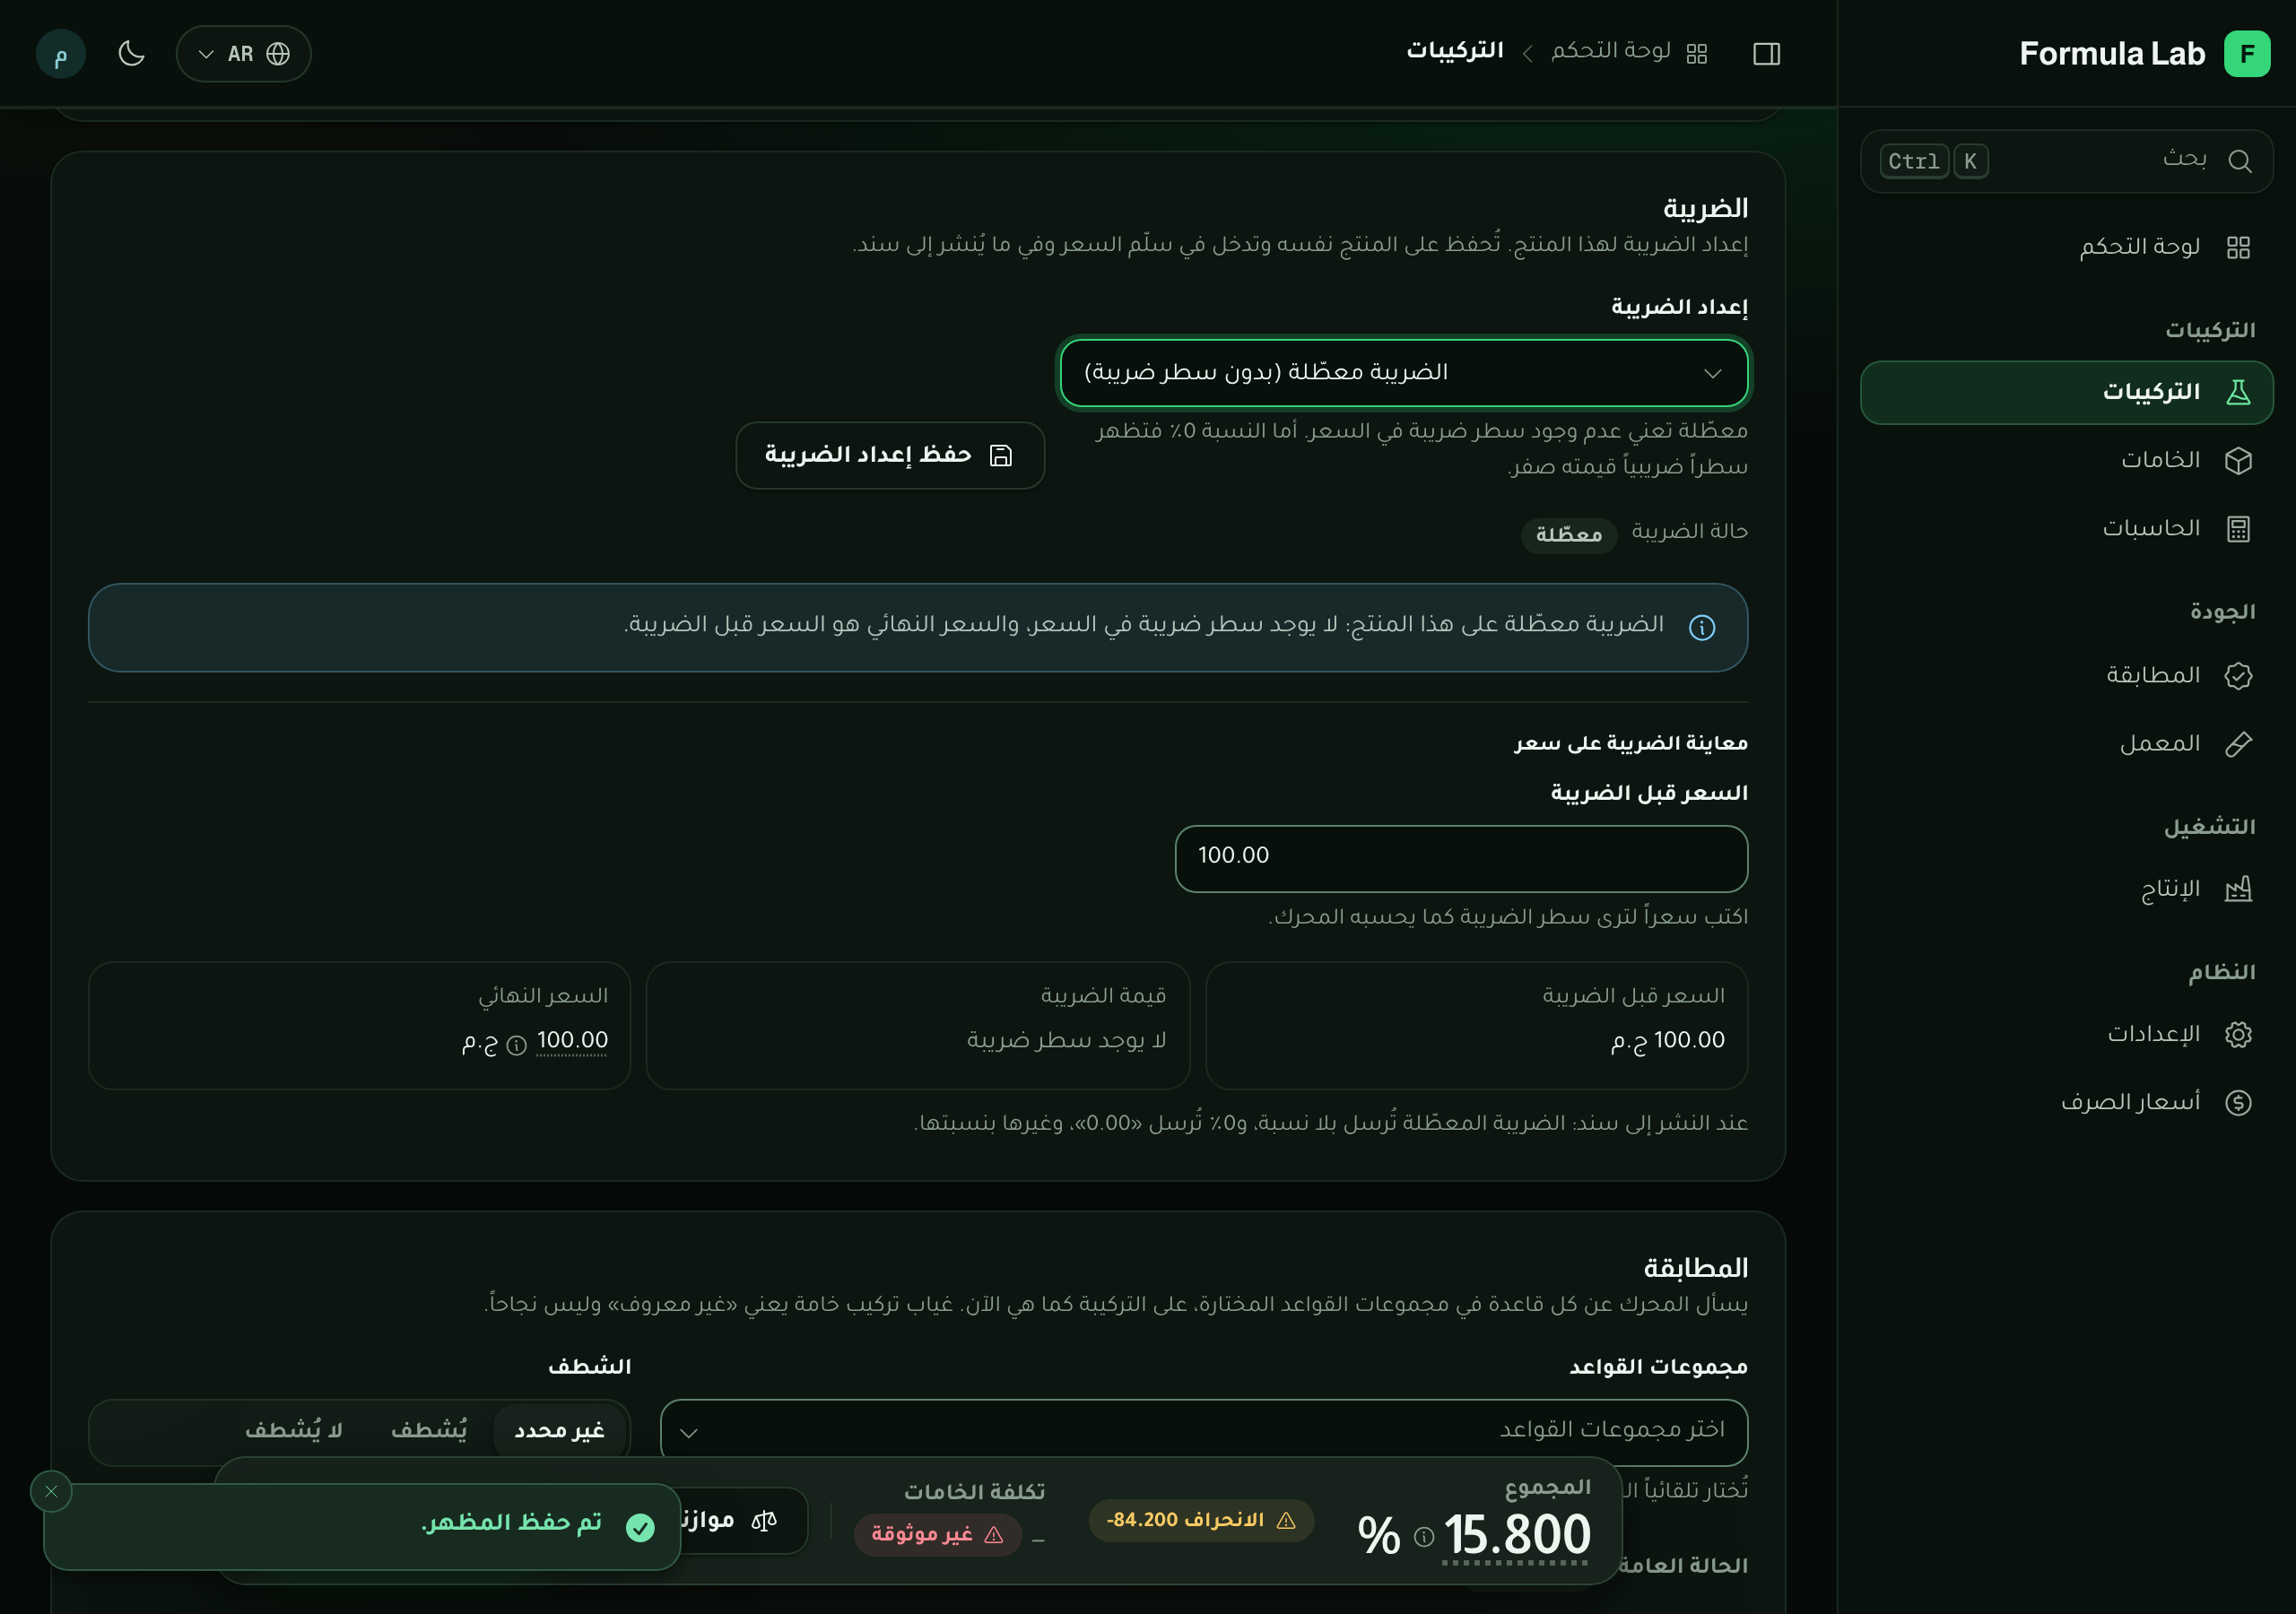 Formula Lab
F
بحث
Ctrl K
لوحة التحكم
التركيبات
التركيبات
الخامات
الحاسبات
الجودة
المطابقة
المعمل
التشغيل
الإنتاج
النظام
الإعدادات
أسعار الصرف
لوحة التحكم
التركيبات
AR
م
الضريبة
إعداد الضريبة لهذا المنتج. تُحفظ على المنتج نفسه وتدخل في سلّم السعر وفي ما يُنشر إلى سند.
إعداد الضريبة
الضريبة معطّلة (بدون سطر ضريبة)
معطّلة تعني عدم وجود سطر ضريبة في السعر. أما النسبة 0٪ فتظهر
سطراً ضريبياً قيمته صفر.
حفظ إعداد الضريبة
حالة الضريبة معطّلة
الضريبة معطّلة على هذا المنتج: لا يوجد سطر ضريبة في السعر، والسعر النهائي هو السعر قبل الضريبة.
معاينة الضريبة على سعر
السعر قبل الضريبة
100.00
اكتب سعراً لترى سطر الضريبة كما يحسبه المحرك.
السعر قبل الضريبة
100.00 ج.م
قيمة الضريبة
لا يوجد سطر ضريبة
السعر النهائي
100.00 ج.م
عند النشر إلى سند: الضريبة المعطّلة تُرسل بلا نسبة، و0٪ تُرسل «0.00»، وغيرها بنسبتها.
المطابقة
يسأل المحرك عن كل قاعدة في مجموعات القواعد المختارة، على التركيبة كما هي الآن. غياب تركيب خامة يعني «غير معروف» وليس نجاحاً.
مجموعات القواعد
اختر مجموعات القواعد
الشطف
غير محدد
يُشطف
لا يُشطف
تُختار تلقائياً
الحالة العامة
المجموع
15.800 %
الانحراف -84.200
تكلفة الخامات
— غير موثوقة
تم حفظ المظهر.